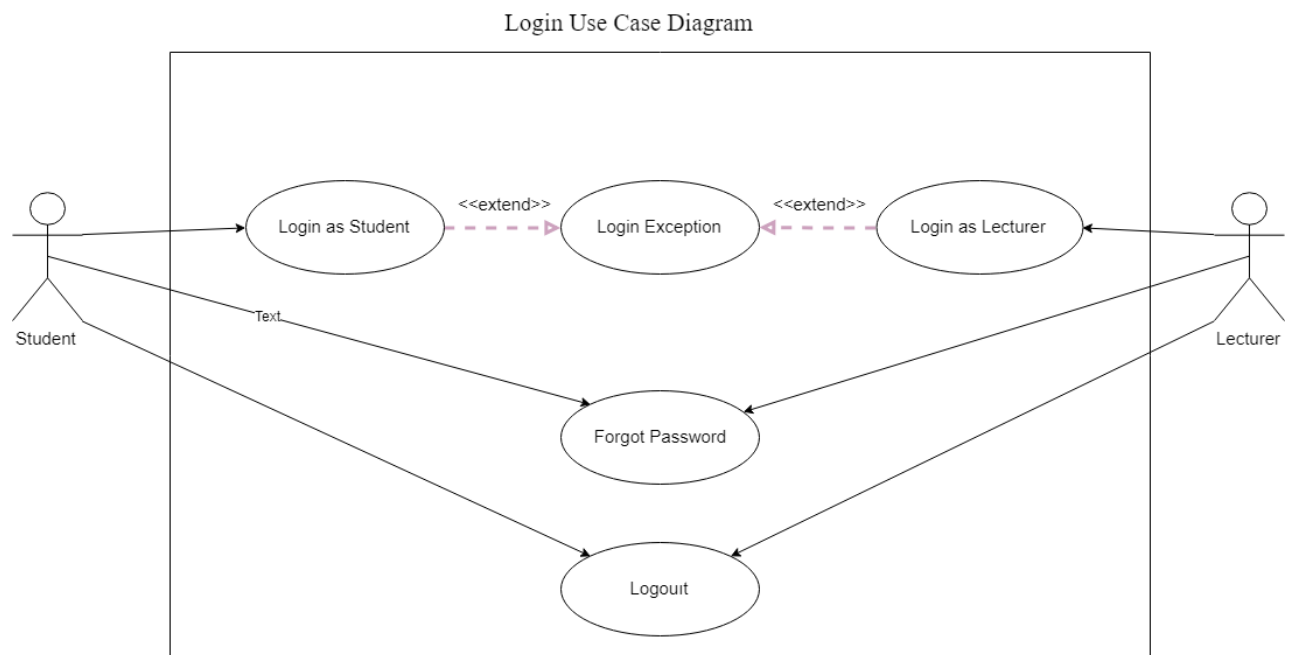 Login Use Case Diagram
<<extend>>
<<extend>>
Login as Student
Login Exception
Login as Lecturer
Text
Student
Lecturer
Forgot Password
Logouit